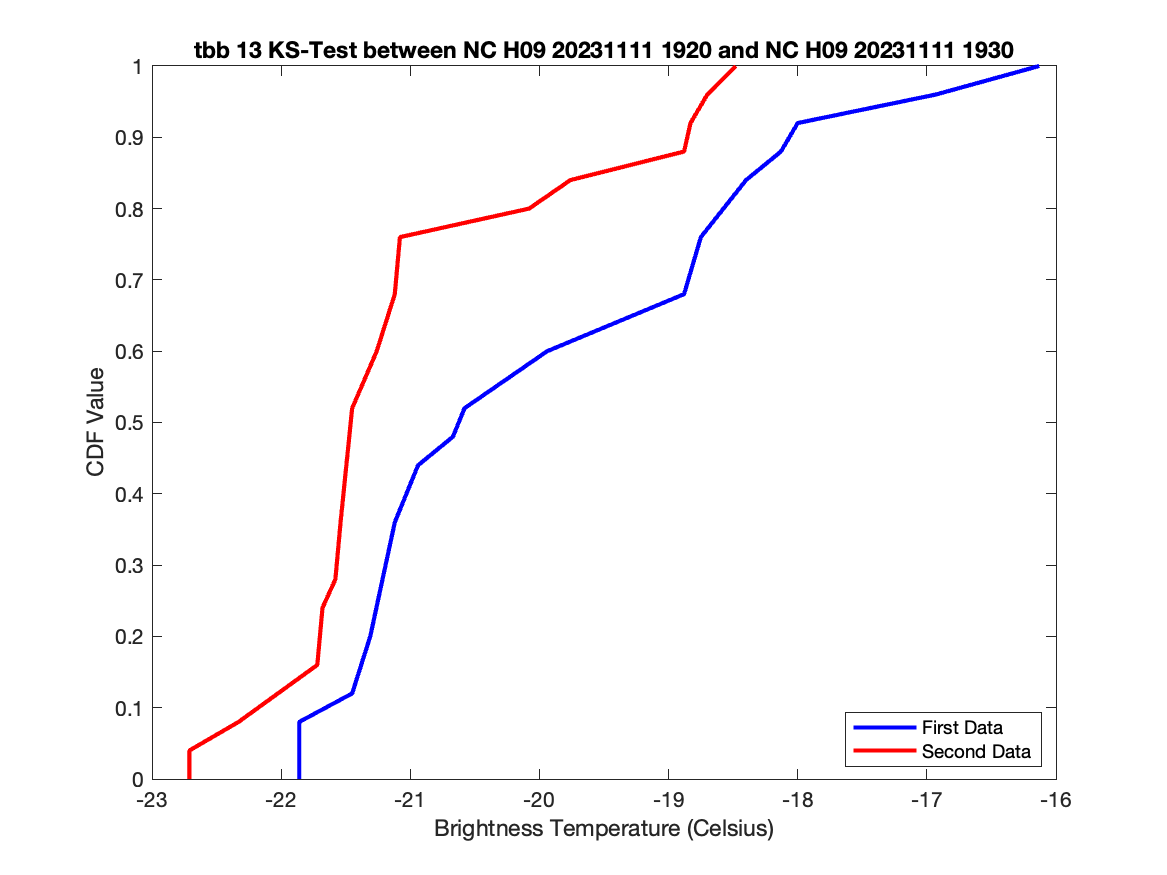 tbb 13 KS-Test between NC H09 20231111 1920 and NC H09 20231111 1930
1
0.9
0.8
0.7
0.6
0.5
0.4
0.3
0.2
0.1
0
CDF Value
First Data
Second Data
-23 -22 -21 -20 -19 -18 -17 -16
Brightness Temperature (Celsius)